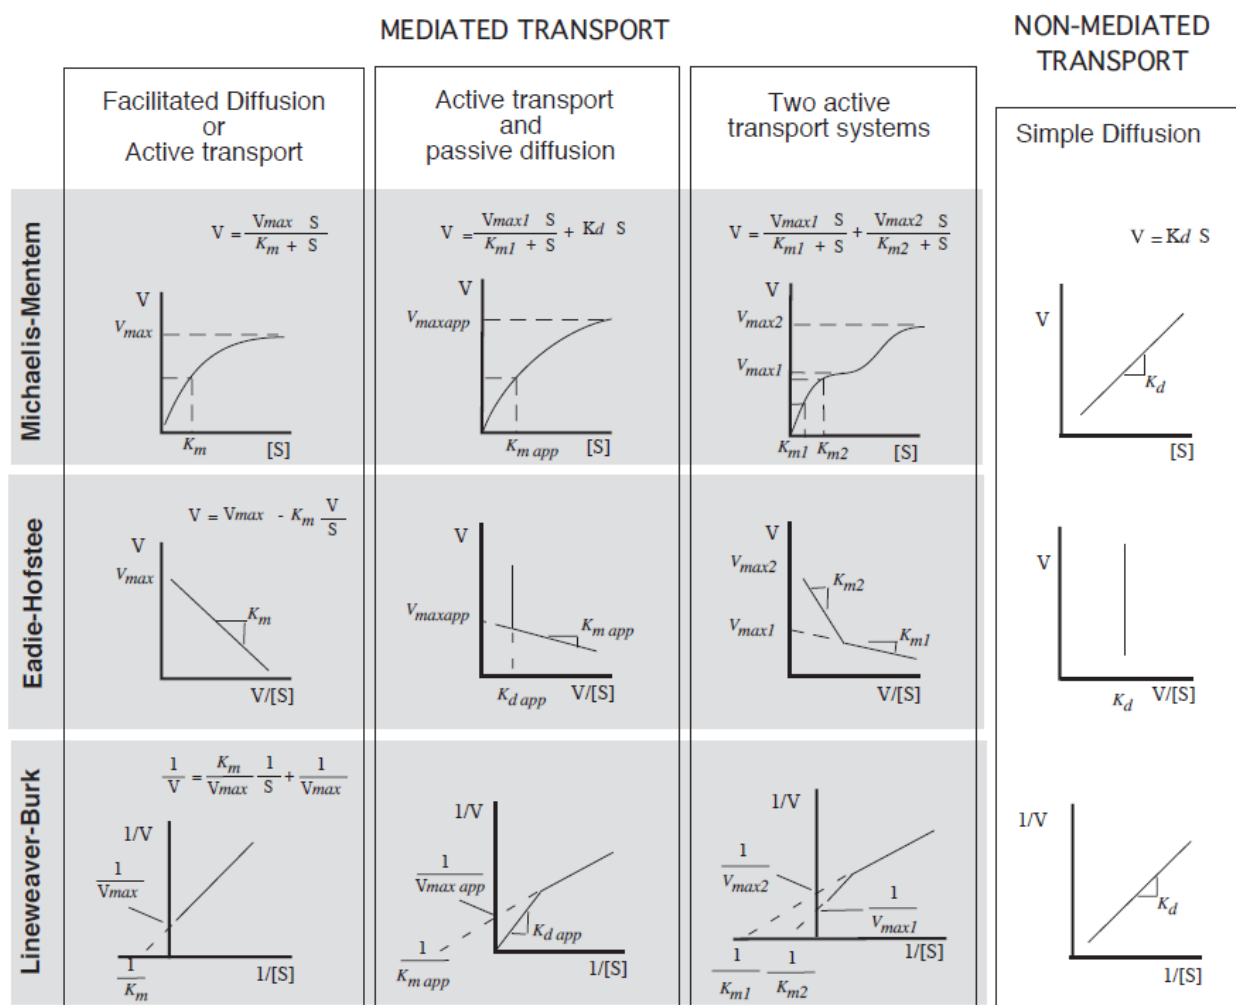 MEDIATED TRANSPORT
NON-MEDIATED
TRANSPORT
Facilitated Diffusion
or
Active transport
Active transport
and
passive diffusion
Two active
transport systems
Simple Diffusion
Michaelis-Mentem
V = Vmax S / Km + S
V
Vmax
Km
[S]
V = Vmax1 S / Km1 + S + Kd S
V
Vmaxapp
Km app
[S]
V = Vmax1 S / Km1 + S + Vmax2 S / Km2 + S
V
Vmax2
Vmax1
Km1
Km2
[S]
V = Kd S
V
Kd
[S]
Eadie-Hofstee
V = Vmax - Km V / S
V
Vmax
Km
V/[S]
V
Vmaxapp
Km app
Kd app
V/[S]
V
Vmax2
Km2
Vmax1
Km1
V/[S]
V
Kd
V/[S]
Lineweaver-Burk
1 / V = Km / Vmax 1 / S + 1 / Vmax
1/V
1 / Vmax
1 / Km
1/[S]
1/V
1 / Vmax app
Kd app
1 / Km app
1/[S]
1/V
1 / Vmax2
1 / Vmax1
1/[S]
1 / Km1
1 / Km2
1/V
Kd
1/[S]